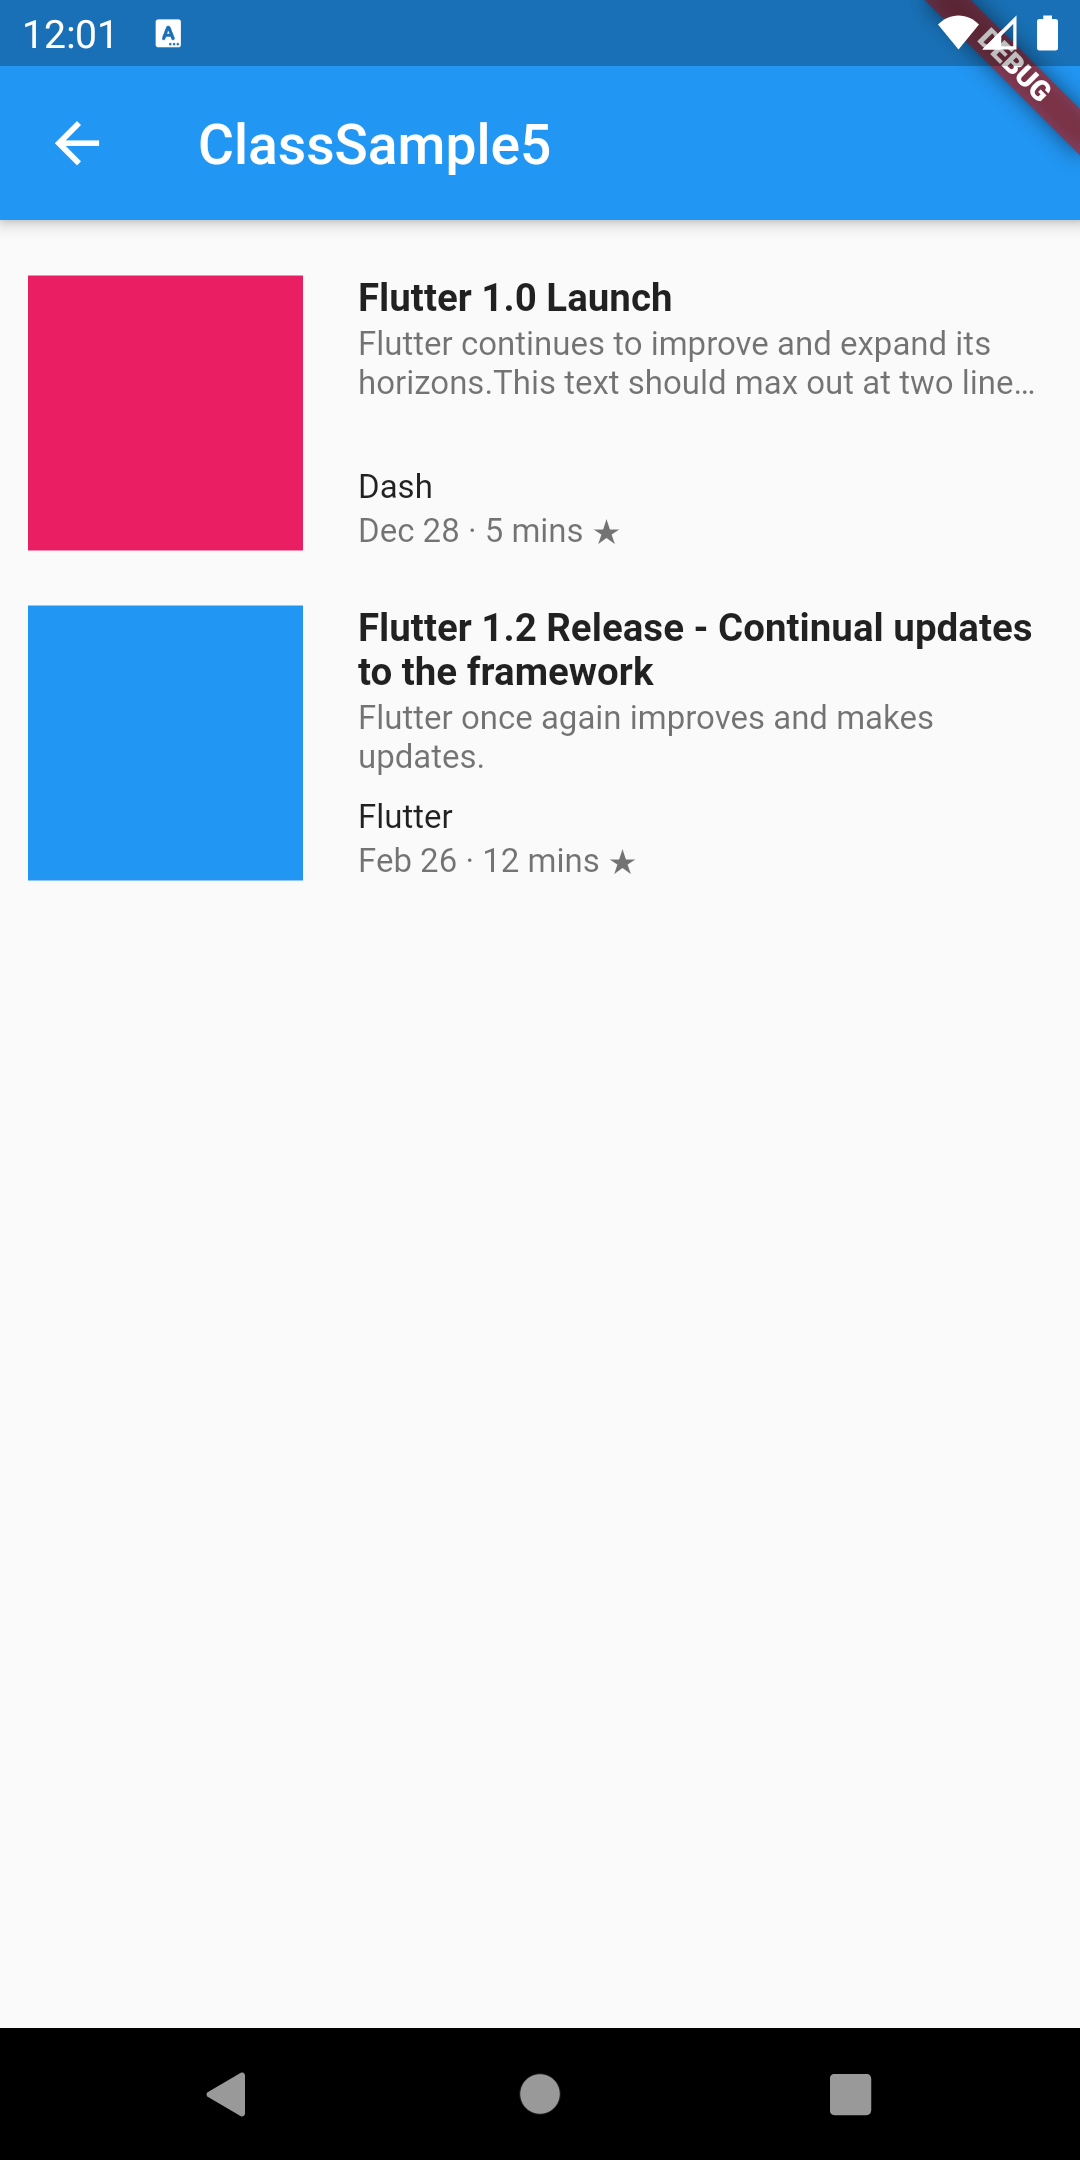 12:01
DEBUG
ClassSample5
Flutter 1.0 Launch
Flutter continues to improve and expand its
horizons.This text should max out at two line…
Dash
Dec 28 · 5 mins ★
Flutter 1.2 Release - Continual updates
to the framework
Flutter once again improves and makes
updates.
Flutter
Feb 26 · 12 mins ★